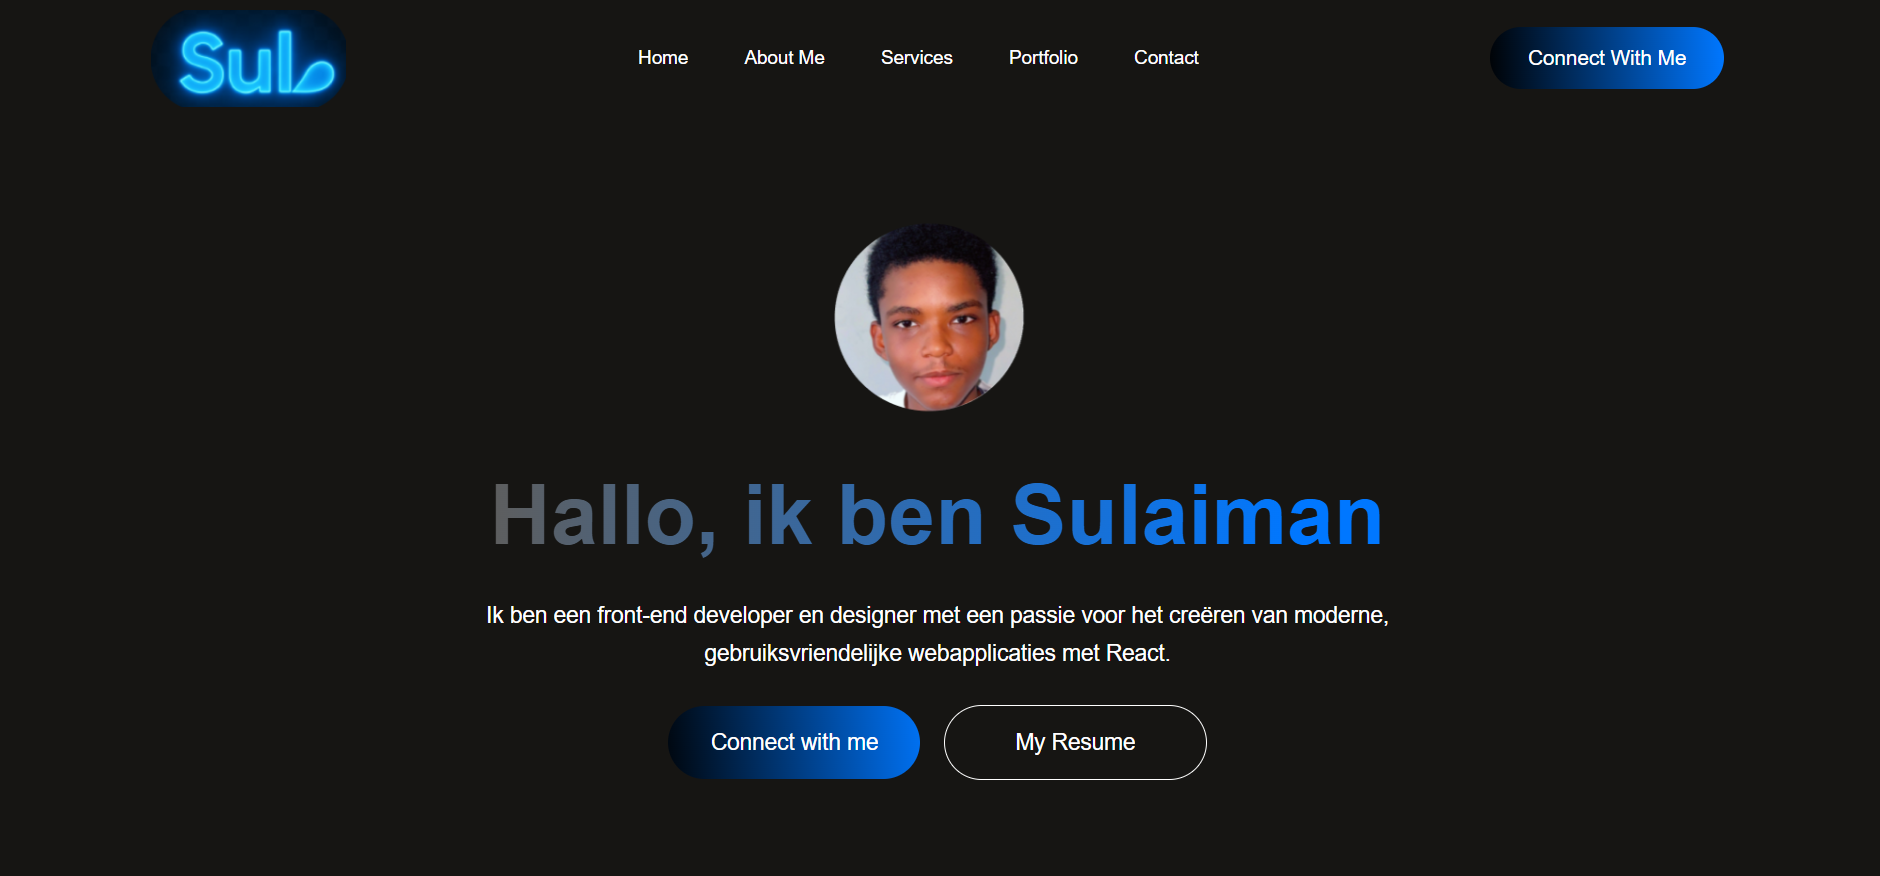 Sul
Home
About Me
Services
Portfolio
Contact
Connect With Me
Hallo, ik ben Sulaiman
Ik ben een front-end developer en designer met een passie voor het creëren van moderne,
gebruiksvriendelijke webapplicaties met React.
Connect with me
My Resume